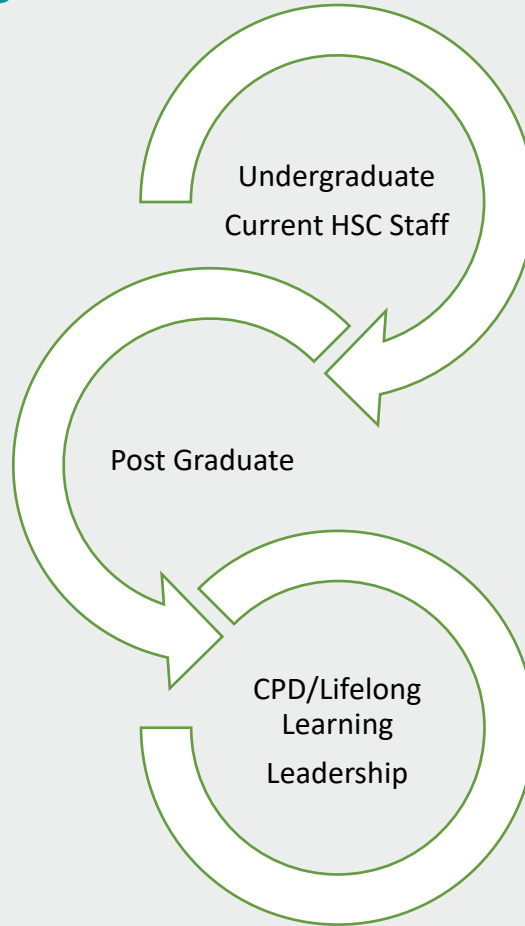 Undergraduate
Current HSC Staff
Post Graduate
CPD/Lifelong
Learning
Leadership